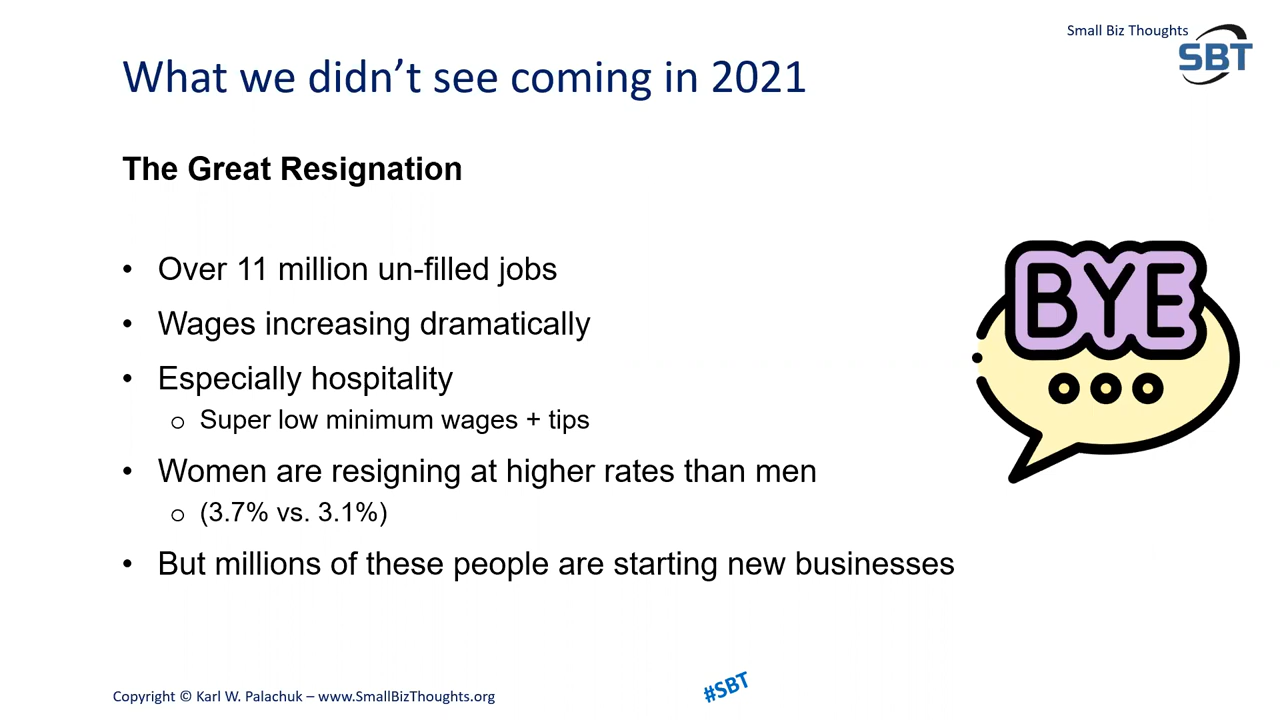 Small Biz Thoughts
SBT
What we didn’t see coming in 2021
The Great Resignation
• Over 11 million un-filled jobs
• Wages increasing dramatically
• Especially hospitality
o Super low minimum wages + tips
• Women are resigning at higher rates than men
o (3.7% vs. 3.1%)
• But millions of these people are starting new businesses
BYE
Copyright © Karl W. Palachuk – www.SmallBizThoughts.org
#SBT